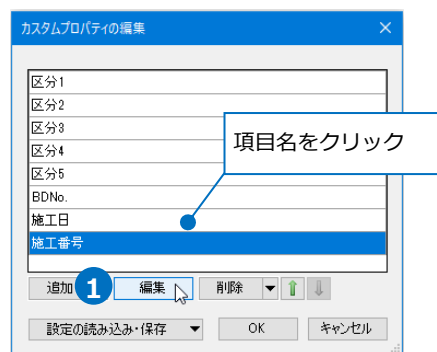 カスタムプロパティの編集
区分1
区分2
区分3
区分4
区分5
BDNo.
施工日
施工番号
項目名をクリック
追加
1
編集
削除
設定の読み込み・保存
OK
キャンセル